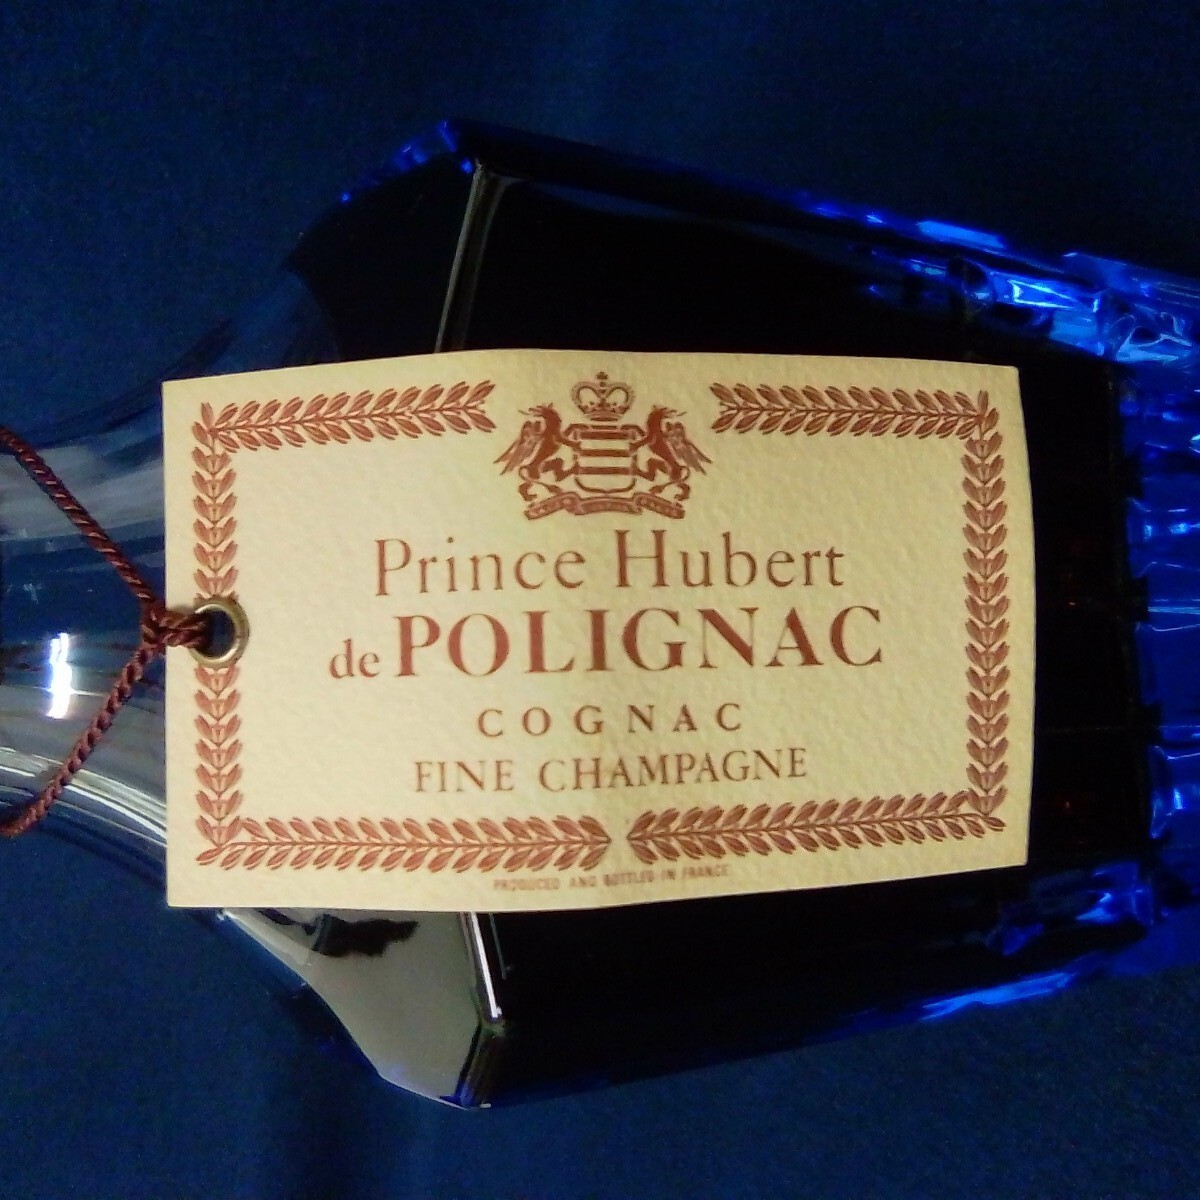 Prince Hubert
de POLIGNAC
COGNAC
FINE CHAMPAGNE
PRODUCED AND BOTTLED IN FRANCE